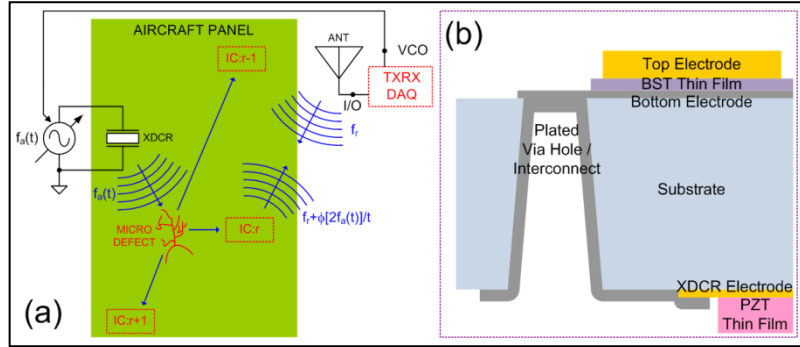 AIRCRAFT PANEL
IC:r-1
ANT
VCO
TXRX
DAQ
I/O
fₐ(t)
XDCR
fᵣ
fₐ(t)
fᵣ+ϕ[2fₐ(t)]/t
MICRO
DEFECT
IC:r
IC:r+1
(a)
(b)
Top Electrode
BST Thin Film
Bottom Electrode
Plated
Via Hole /
Interconnect
Substrate
XDCR Electrode
PZT
Thin Film